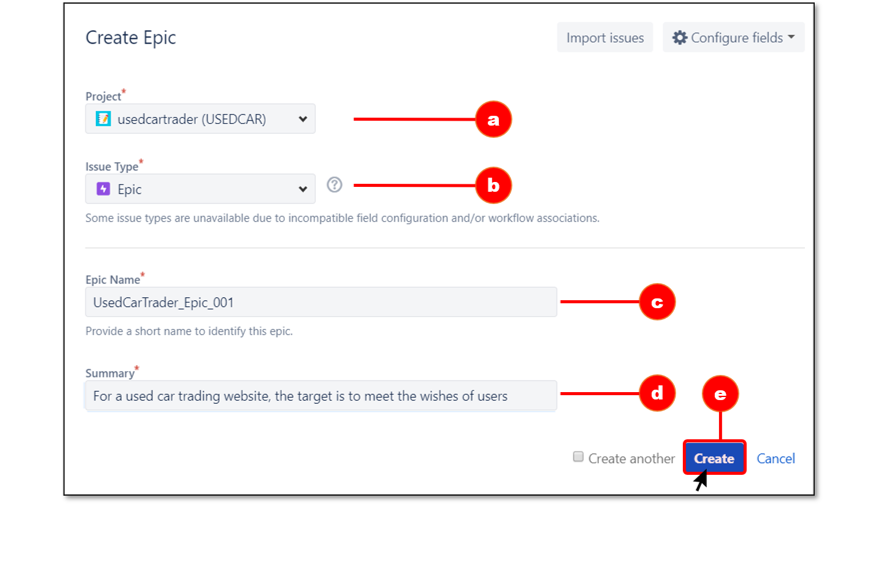 Create Epic
Import issues
Configure fields
Project*
usedcartrader (USEDCAR)
a
Issue Type*
Epic
?
b
Some issue types are unavailable due to incompatible field configuration and/or workflow associations.
Epic Name*
UsedCarTrader_Epic_001
c
Provide a short name to identify this epic.
Summary*
For a used car trading website, the target is to meet the wishes of users
d
e
Create another
Create
Cancel